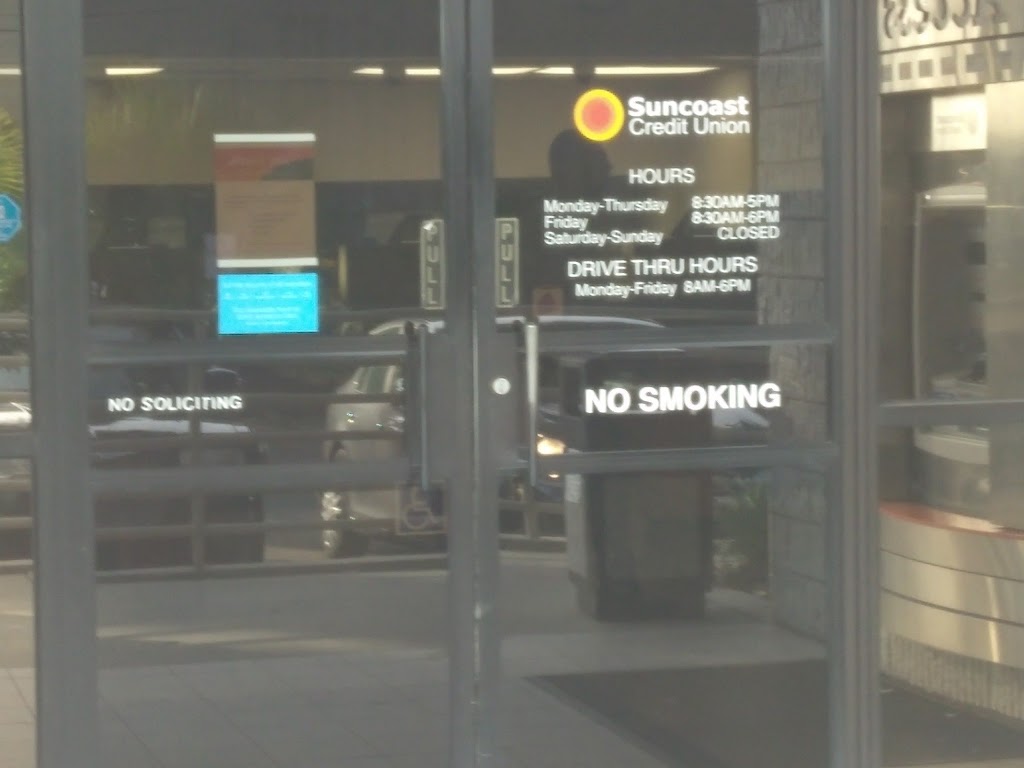 Suncoast
Credit Union
HOURS
Monday-Thursday 8:30AM-5PM
Friday 8:30AM-6PM
Saturday-Sunday CLOSED
DRIVE THRU HOURS
Monday-Friday 8AM-6PM
PULL
PULL
NO SOLICITING
NO SMOKING